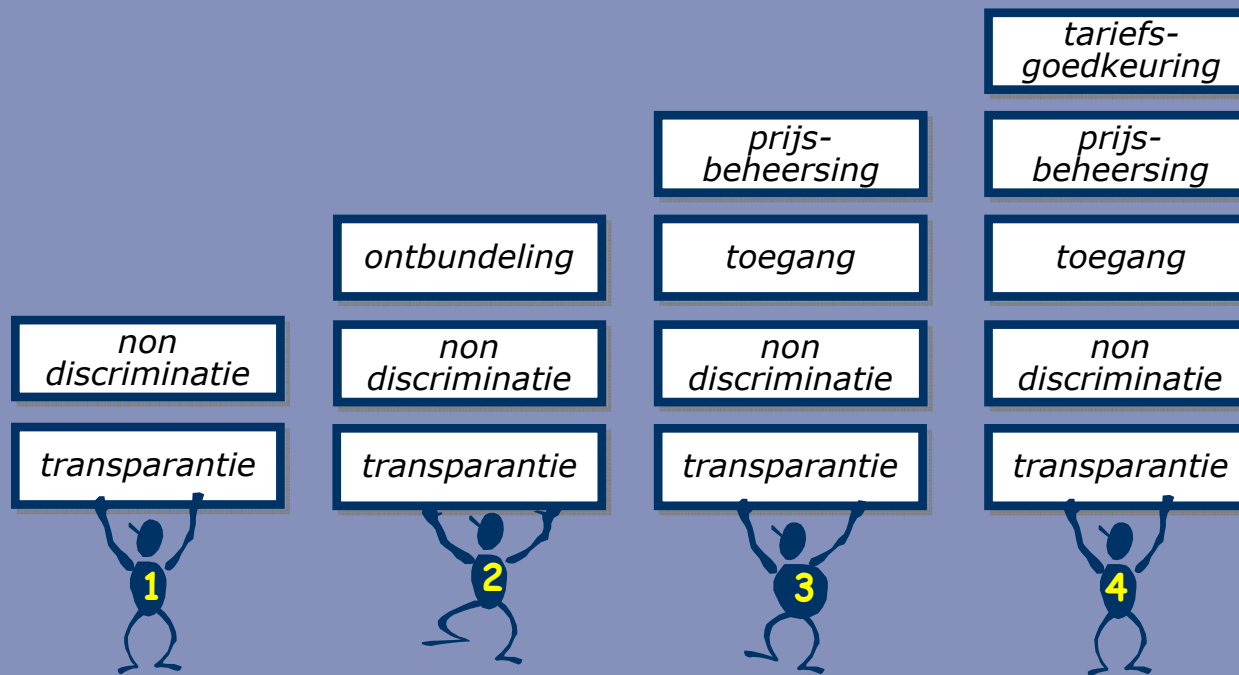 non
discriminatie
transparantie
1
ontbundeling
non
discriminatie
transparantie
2
prijs-
beheersing
toegang
non
discriminatie
transparantie
3
tariefs-
goedkeuring
prijs-
beheersing
toegang
non
discriminatie
transparantie
4